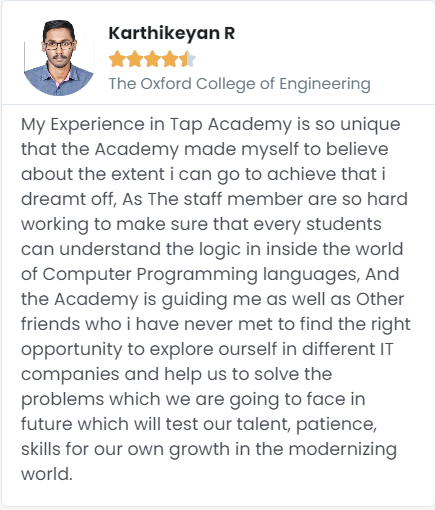 Karthikeyan R
The Oxford College of Engineering
My Experience in Tap Academy is so unique
that the Academy made myself to believe
about the extent i can go to achieve that i
dreamt off, As The staff member are so hard
working to make sure that every students
can understand the logic in inside the world
of Computer Programming languages, And
the Academy is guiding me as well as Other
friends who i have never met to find the right
opportunity to explore ourself in different IT
companies and help us to solve the
problems which we are going to face in
future which will test our talent, patience,
skills for our own growth in the modernizing
world.